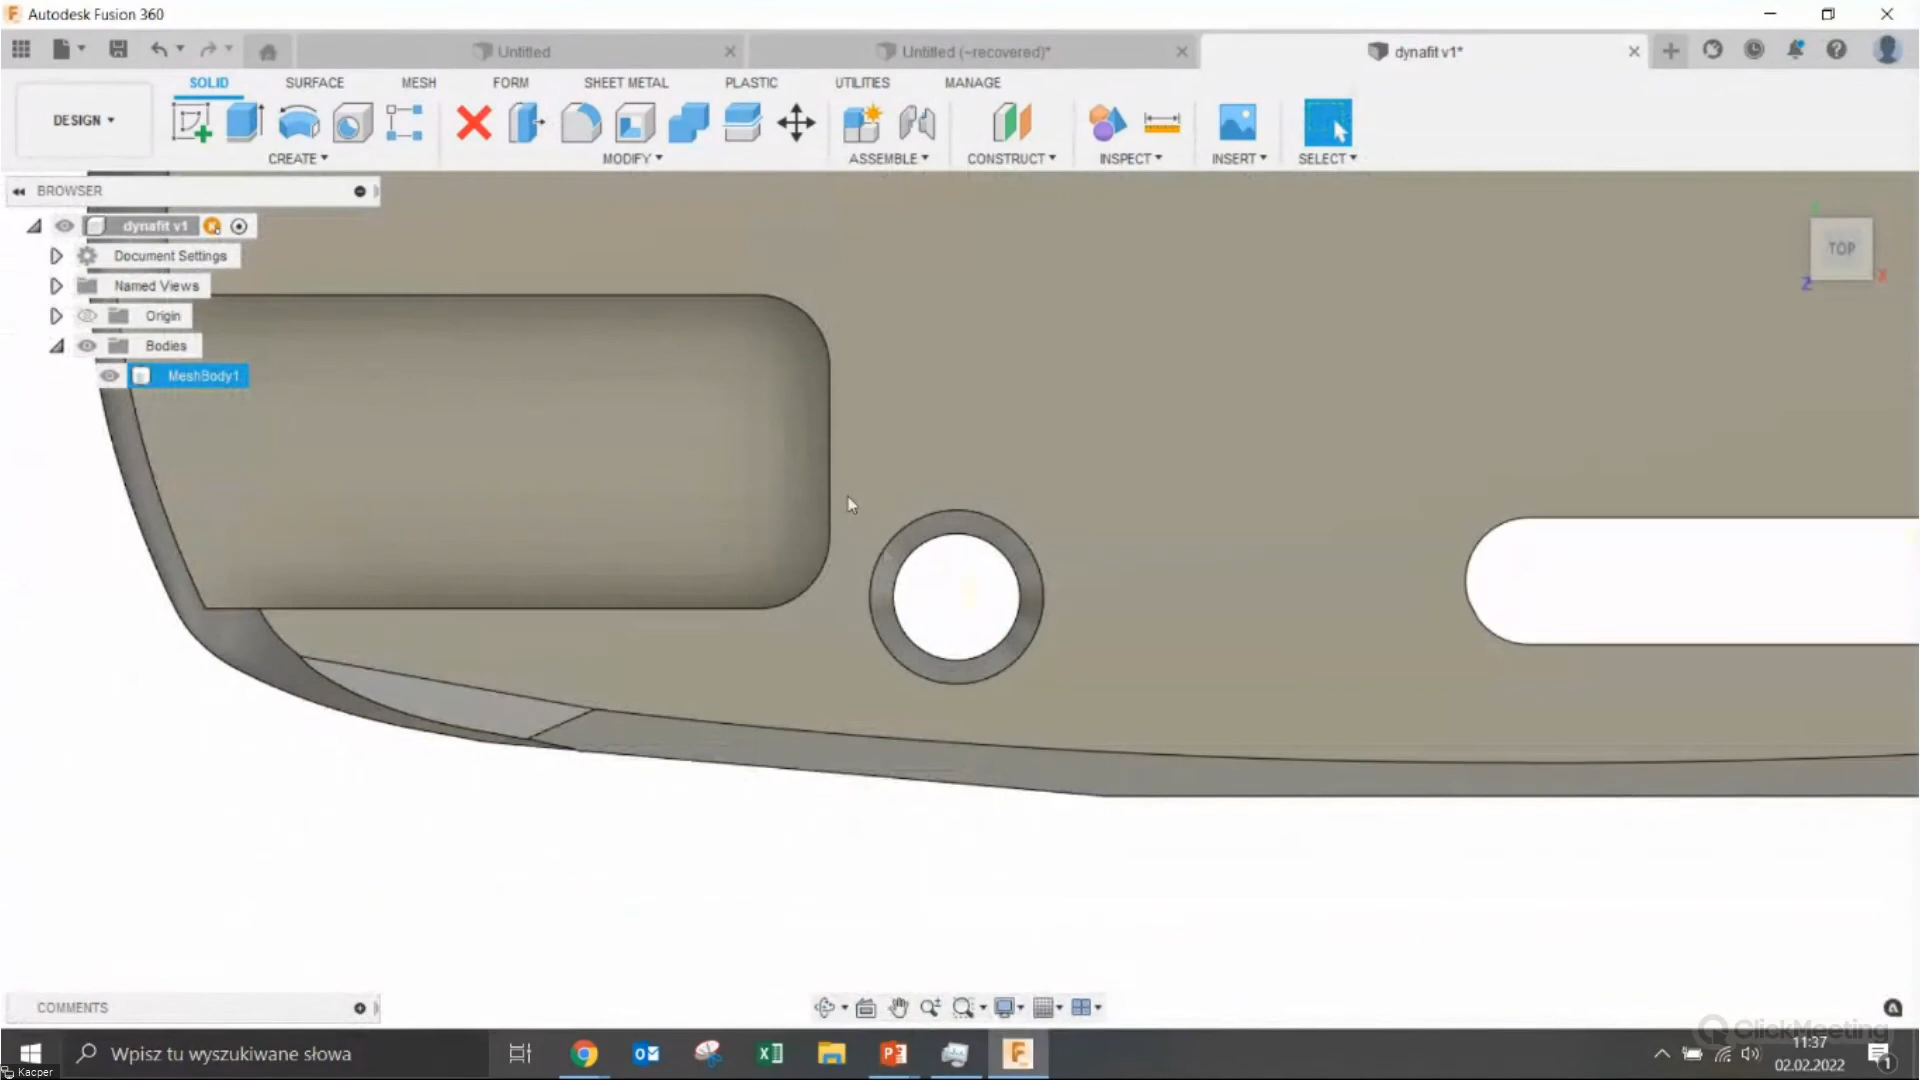 Autodesk Fusion 360
Untitled
Untitled (~recovered)*
dynafit v1*
DESIGN
SOLID
SURFACE
MESH
FORM
SHEET METAL
PLASTIC
UTILITIES
MANAGE
CREATE
MODIFY
ASSEMBLE
CONSTRUCT
INSPECT
INSERT
SELECT
BROWSER
dynafit v1
Document Settings
Named Views
Origin
Bodies
MeshBody1
TOP
X
Z
COMMENTS
ClickMeeting
Wpisz tu wyszukiwane słowa
11:37
02.02.2022
1
Kacper